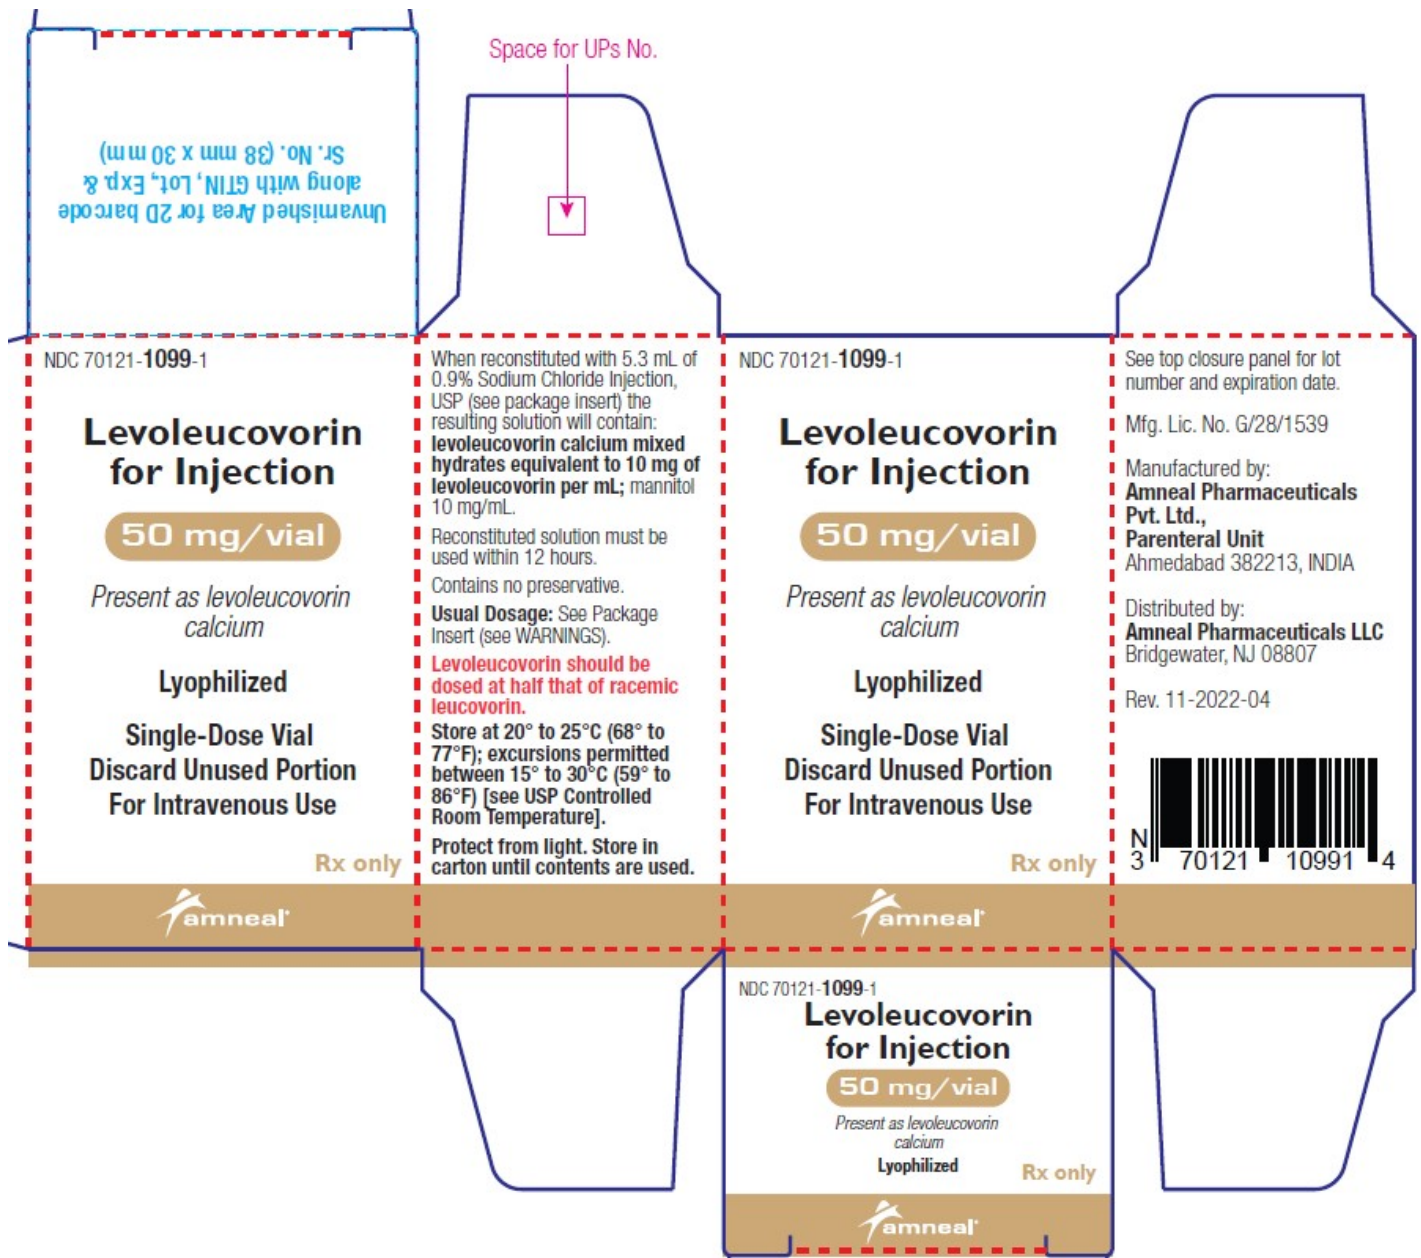 Space for UPs No.
Unvarnished Area for 2D barcode
along with GTIN, Lot, Exp. &
Sr. No. (38 mm x 30 mm)
NDC 70121-1099-1
Levoleucovorin
for Injection
50 mg/vial
Present as levoleucovorin
calcium
Lyophilized
Single-Dose Vial
Discard Unused Portion
For Intravenous Use
Rx only
amneal
When reconstituted with 5.3 mL of
0.9% Sodium Chloride Injection,
USP (see package insert) the
resulting solution will contain:
levoleucovorin calcium mixed
hydrates equivalent to 10 mg of
levoleucovorin per mL; mannitol
10 mg/mL.
Reconstituted solution must be
used within 12 hours.
Contains no preservative.
Usual Dosage: See Package
Insert (see WARNINGS).
Levoleucovorin should be
dosed at half that of racemic
leucovorin.
Store at 20° to 25°C (68° to
77°F); excursions permitted
between 15° to 30°C (59° to
86°F) [see USP Controlled
Room Temperature].
Protect from light. Store in
carton until contents are used.
NDC 70121-1099-1
Levoleucovorin
for Injection
50 mg/vial
Present as levoleucovorin
calcium
Lyophilized
Single-Dose Vial
Discard Unused Portion
For Intravenous Use
Rx only
amneal
See top closure panel for lot
number and expiration date.
Mfg. Lic. No. G/28/1539
Manufactured by:
Amneal Pharmaceuticals
Pvt. Ltd.,
Parenteral Unit
Ahmedabad 382213, INDIA
Distributed by:
Amneal Pharmaceuticals LLC
Bridgewater, NJ 08807
Rev. 11-2022-04
N
3 70121 10991 4
NDC 70121-1099-1
Levoleucovorin
for Injection
50 mg/vial
Present as levoleucovorin
calcium
Lyophilized
Rx only
amneal